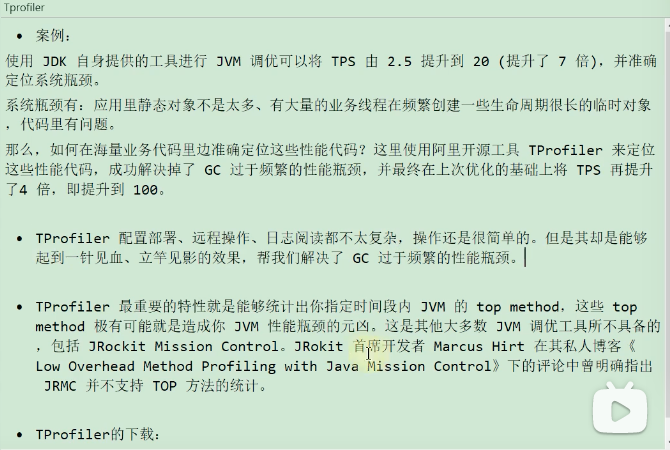 Tprofiler
• 案例：
使用 JDK 自身提供的工具进行 JVM 调优可以将 TPS 由 2.5 提升到 20 (提升了 7 倍)，并准确
定位系统瓶颈。
系统瓶颈有：应用里静态对象不是太多、有大量的业务线程在频繁创建一些生命周期很长的临时对象
，代码里有问题。
那么，如何在海量业务代码里边准确定位这些性能代码？这里使用阿里开源工具 TProfiler 来定位
这些性能代码，成功解决掉了 GC 过于频繁的性能瓶颈，并最终在上次优化的基础上将 TPS 再提升
了4 倍，即提升到 100。
• TProfiler 配置部署、远程操作、日志阅读都不太复杂，操作还是很简单的。但是其却是能够
起到一针见血、立竿见影的效果，帮我们解决了 GC 过于频繁的性能瓶颈。
• TProfiler 最重要的特性就是能够统计出你指定时间段内 JVM 的 top method，这些 top
method 极有可能就是造成你 JVM 性能瓶颈的元凶。这是其他大多数 JVM 调优工具所不具备的
，包括 JRockit Mission Control。JRokit 首席开发者 Marcus Hirt 在其私人博客《
Low Overhead Method Profiling with Java Mission Control》下的评论中曾明确指出
JRMC 并不支持 TOP 方法的统计。
• TProfiler的下载：